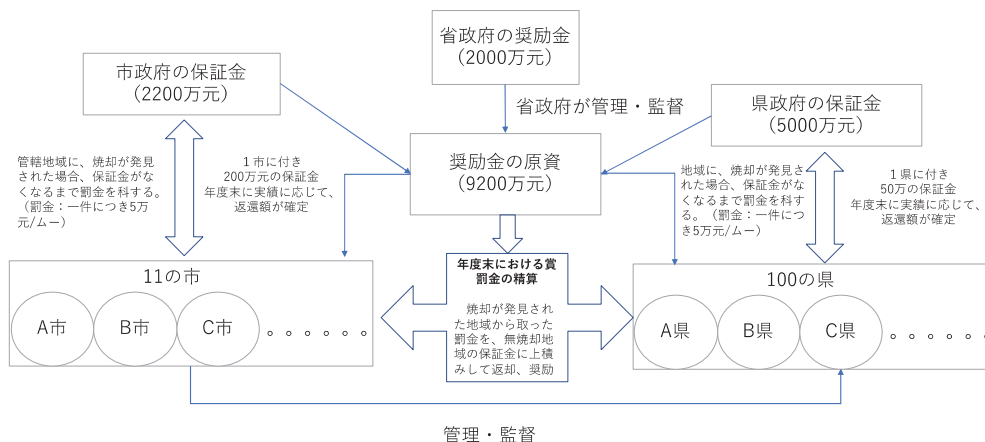 省政府の奨励金
（2000万元）
市政府の保証金
（2200万元）
省政府が管理・監督
県政府の保証金
（5000万元）
奨励金の原資
（9200万元）
管轄地域に、焼却が発見
された場合、保証金がな
くなるまで罰金を科する。
（罰金：一件につき5万
元/ムー）
１市に付き
200万元の保証金
年度末に実績に応じて、
返還額が確定
地域に、焼却が発見さ
れた場合、保証金がな
くなるまで罰金を科す
る。（罰金：一件につ
き5万元/ムー）
１県に付き
50万の保証金
年度末に実績に応じて、
返還額が確定
11の市
A市
B市
C市
。。。。。。
年度末における賞
罰金の精算
焼却が発見され
た地域から取った
罰金を、無焼却地
域の保証金に上積
みして返却、奨励
100の県
A県
B県
C県
。。。。。。
管理・監督